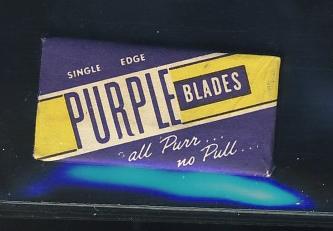 SINGLE EDGE
PURPLE BLADES
all Purr...
no Pull...